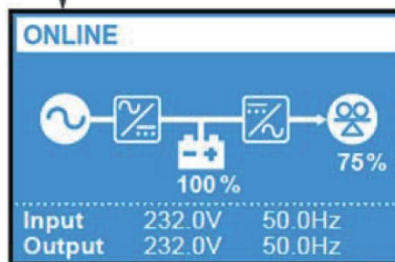 ONLINE
75%
100%
Input 232.0V 50.0Hz
Output 232.0V 50.0Hz